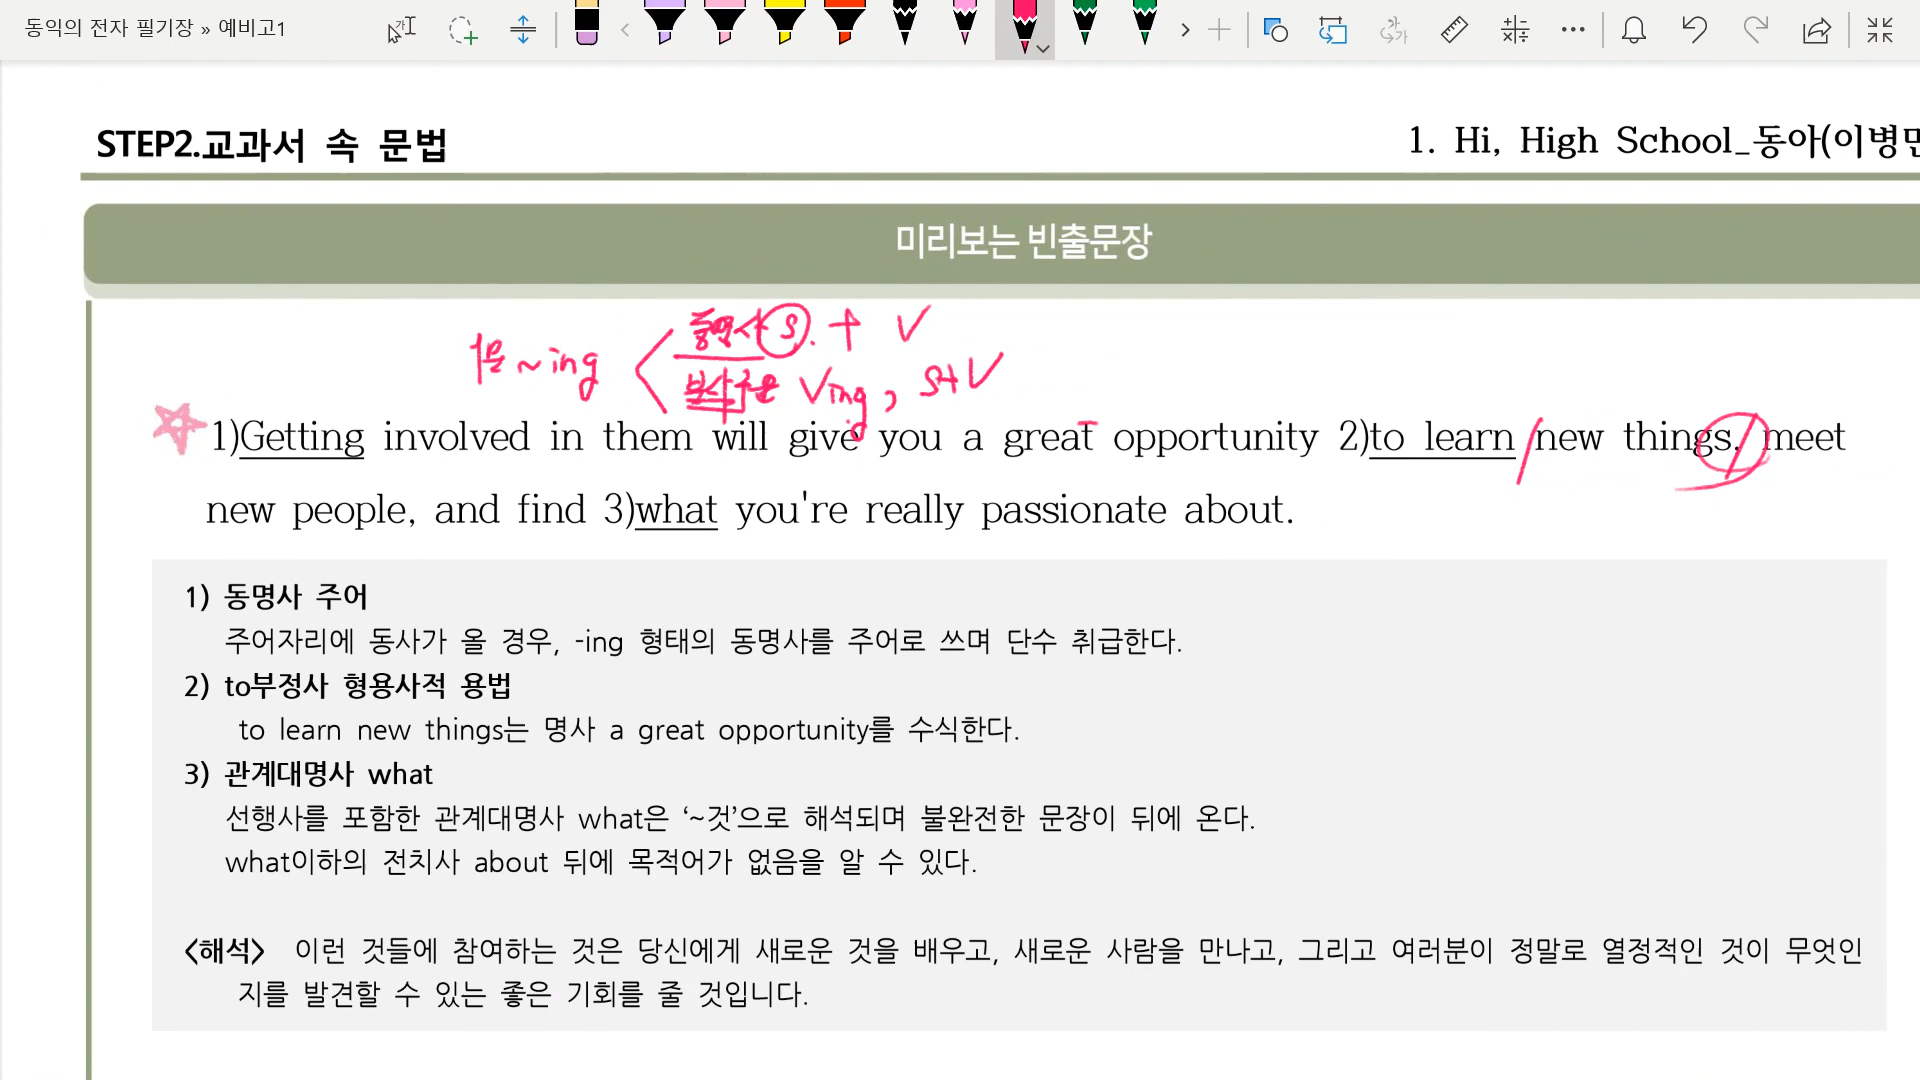 동익의 전자 필기장 » 예비고1
STEP2.교과서 속 문법
1. Hi, High School_동아(이병민
미리보는 빈출문장
동명사 S. + V
~ing
분사구문 Ving, S+V
1)Getting involved in them will give you a great opportunity 2)to learn new things, meet
new people, and find 3)what you're really passionate about.
1) 동명사 주어
주어자리에 동사가 올 경우, -ing 형태의 동명사를 주어로 쓰며 단수 취급한다.
2) to부정사 형용사적 용법
to learn new things는 명사 a great opportunity를 수식한다.
3) 관계대명사 what
선행사를 포함한 관계대명사 what은 ‘~것’으로 해석되며 불완전한 문장이 뒤에 온다.
what이하의 전치사 about 뒤에 목적어가 없음을 알 수 있다.
<해석> 이런 것들에 참여하는 것은 당신에게 새로운 것을 배우고, 새로운 사람을 만나고, 그리고 여러분이 정말로 열정적인 것이 무엇인
지를 발견할 수 있는 좋은 기회를 줄 것입니다.